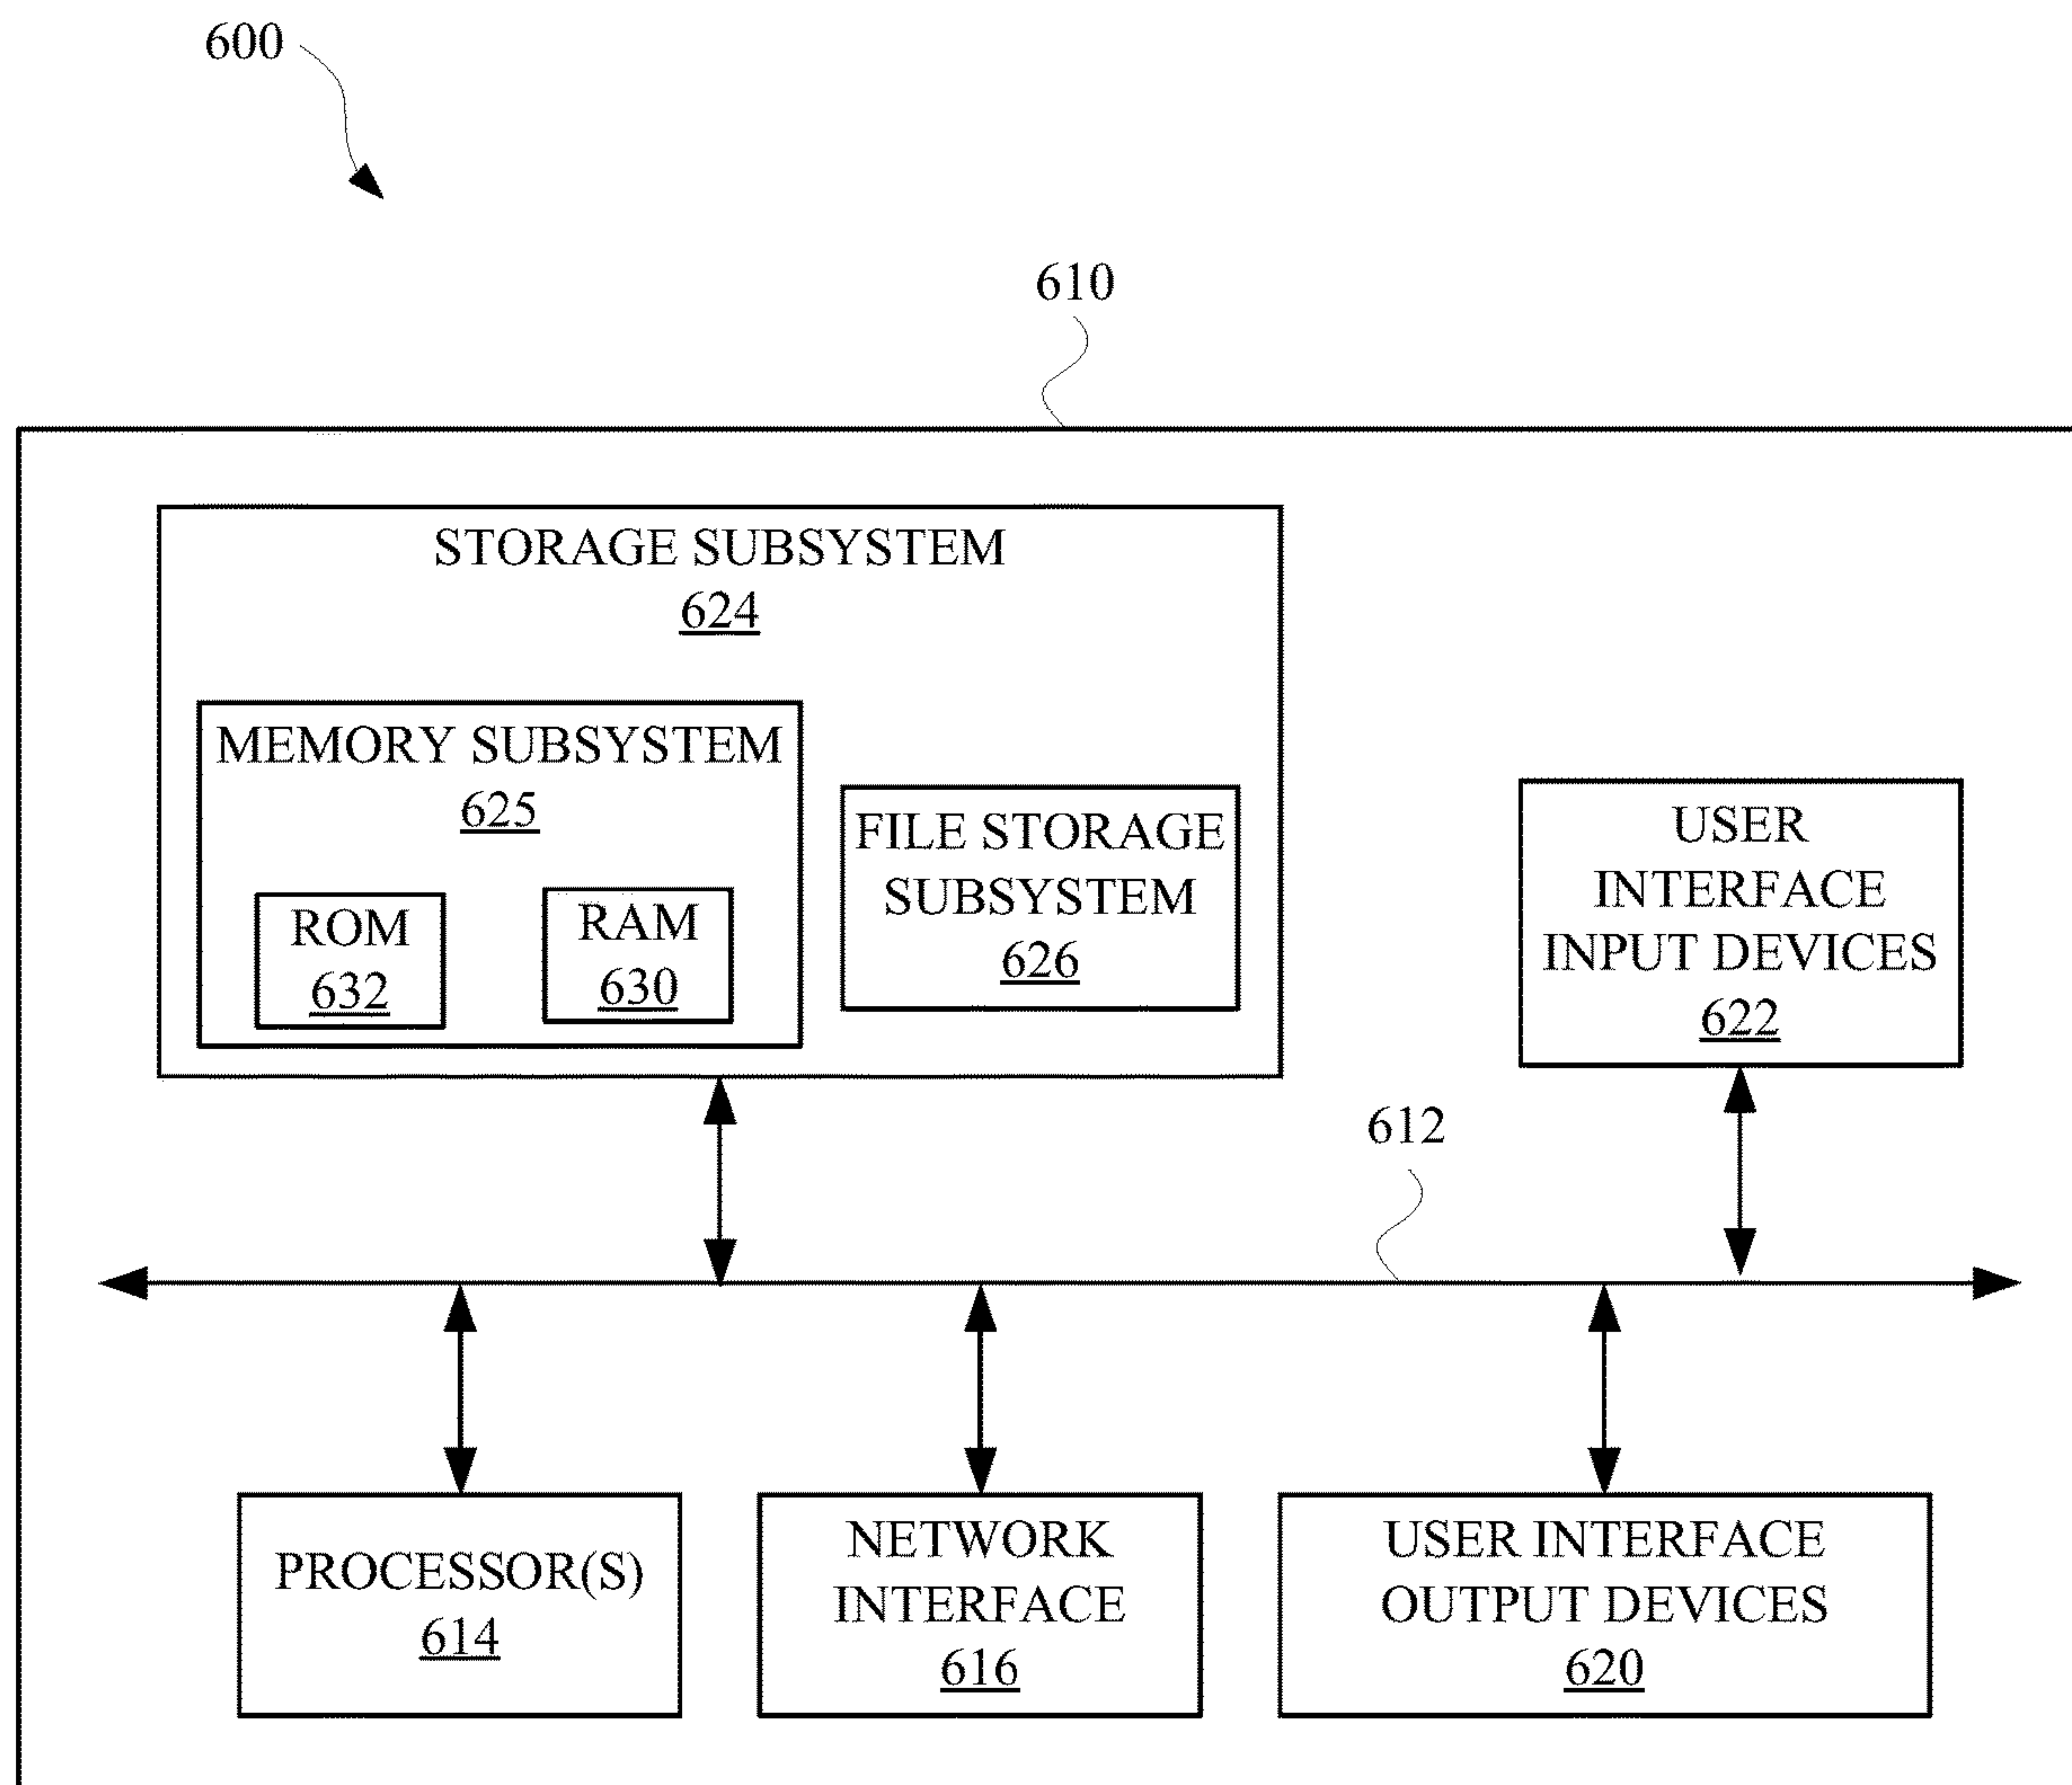 600
610
STORAGE SUBSYSTEM
624
MEMORY SUBSYSTEM
625
ROM
632
RAM
630
FILE STORAGE
SUBSYSTEM
626
USER
INTERFACE
INPUT DEVICES
622
612
PROCESSOR(S)
614
NETWORK
INTERFACE
616
USER INTERFACE
OUTPUT DEVICES
620